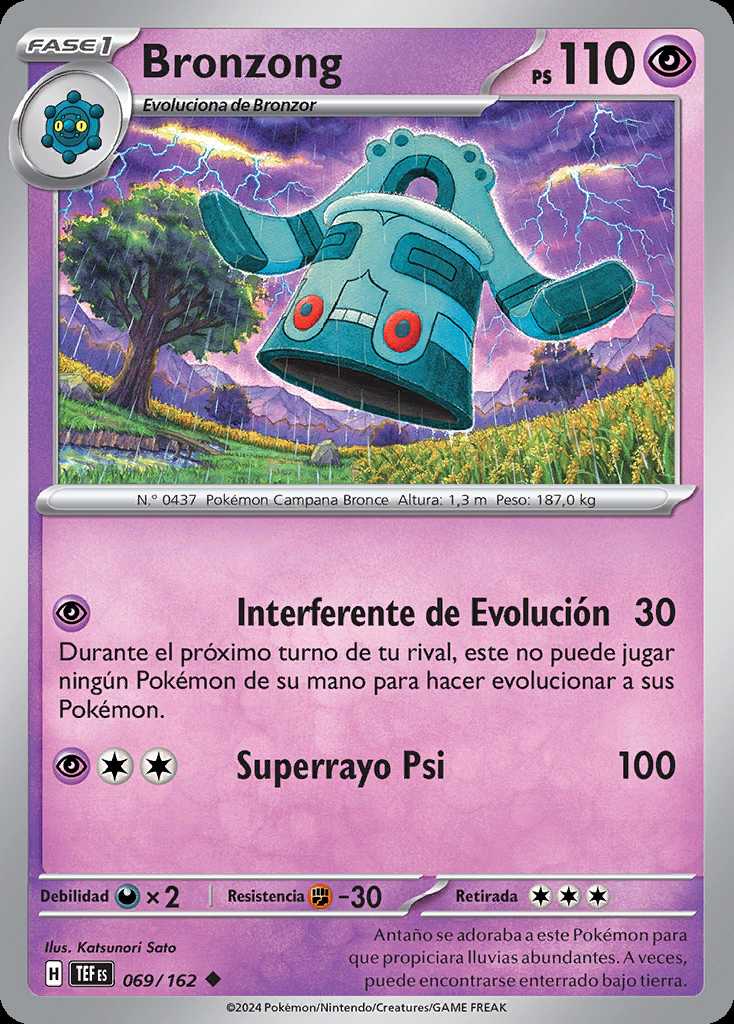 FASE 1
Bronzong
PS 110
Evoluciona de Bronzor
N.º 0437 Pokémon Campana Bronce Altura: 1,3 m Peso: 187,0 kg
Interferente de Evolución 30
Durante el próximo turno de tu rival, este no puede jugar
ningún Pokémon de su mano para hacer evolucionar a sus
Pokémon.
Superrayo Psi 100
Debilidad ×2 Resistencia -30 Retirada
Ilus. Katsunori Sato
H TEF ES 069/162
Antaño se adoraba a este Pokémon para
que propiciara lluvias abundantes. A veces,
puede encontrarse enterrado bajo tierra.
©2024 Pokémon/Nintendo/Creatures/GAME FREAK